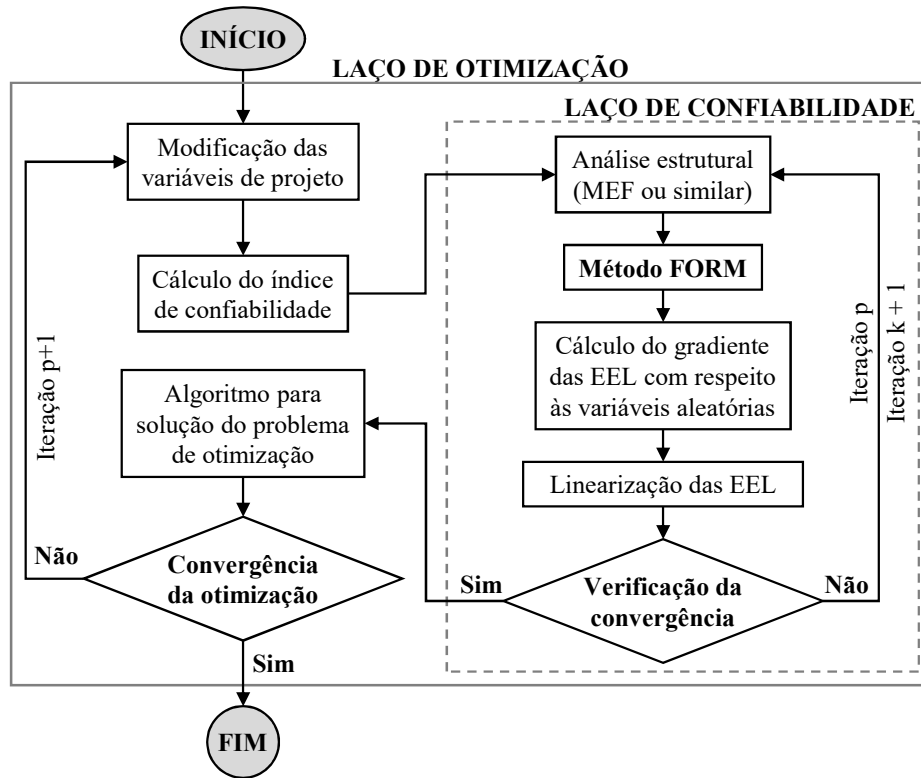 INÍCIO
LAÇO DE OTIMIZAÇÃO
LAÇO DE CONFIABILIDADE
Modificação das
variáveis de projeto
Cálculo do índice
de confiabilidade
Análise estrutural
(MEF ou similar)
Método FORM
Cálculo do gradiente
das EEL com respeito
às variáveis aleatórias
Linearização das EEL
Verificação da
convergência
Sim
Não
Iteração p
Iteração k + 1
Algoritmo para
solução do problema
de otimização
Convergência
da otimização
Não
Iteração p+1
Sim
FIM